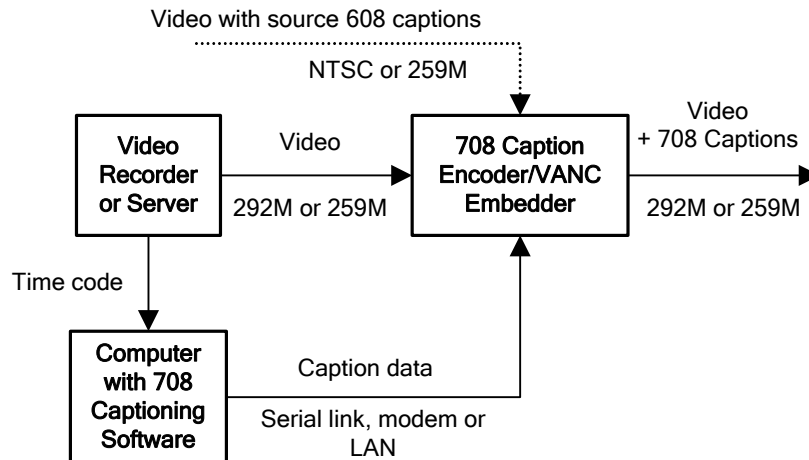 Video with source 608 captions
NTSC or 259M
Video
Recorder
or Server
Video
292M or 259M
708 Caption
Encoder/VANC
Embedder
Video
+ 708 Captions
292M or 259M
Time code
Computer
with 708
Captioning
Software
Caption data
Serial link, modem or
LAN